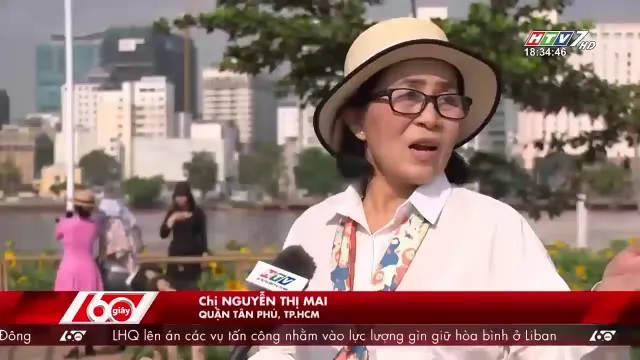 HTV7 HD
18:34:46
HTV
60 giây
Chị NGUYỄN THỊ MAI
QUẬN TÂN PHÚ, TP.HCM
Đông
LHQ lên án các vụ tấn công nhằm vào lực lượng gìn giữ hòa bình ở Liban
60